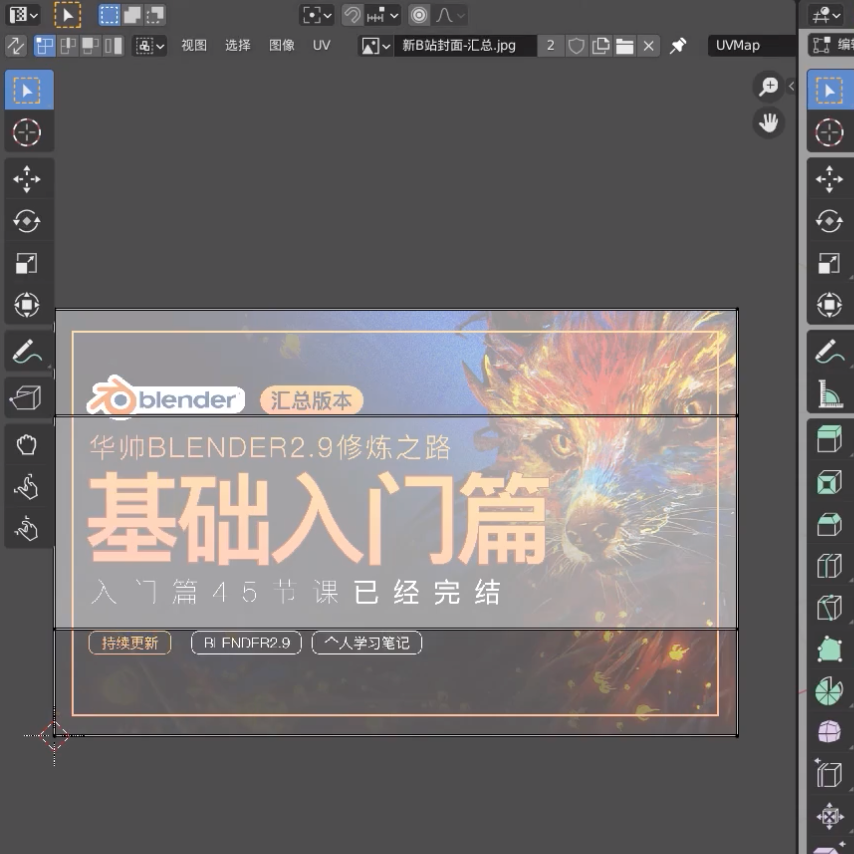 视图 选择 图像 UV 新B站封面-汇总.jpg 2 UVMap 编
blender 汇总版本
华帅BLENDER2.9修炼之路
基础入门篇
入门篇45节课已经完结
持续更新 BLENDER2.9 个人学习笔记